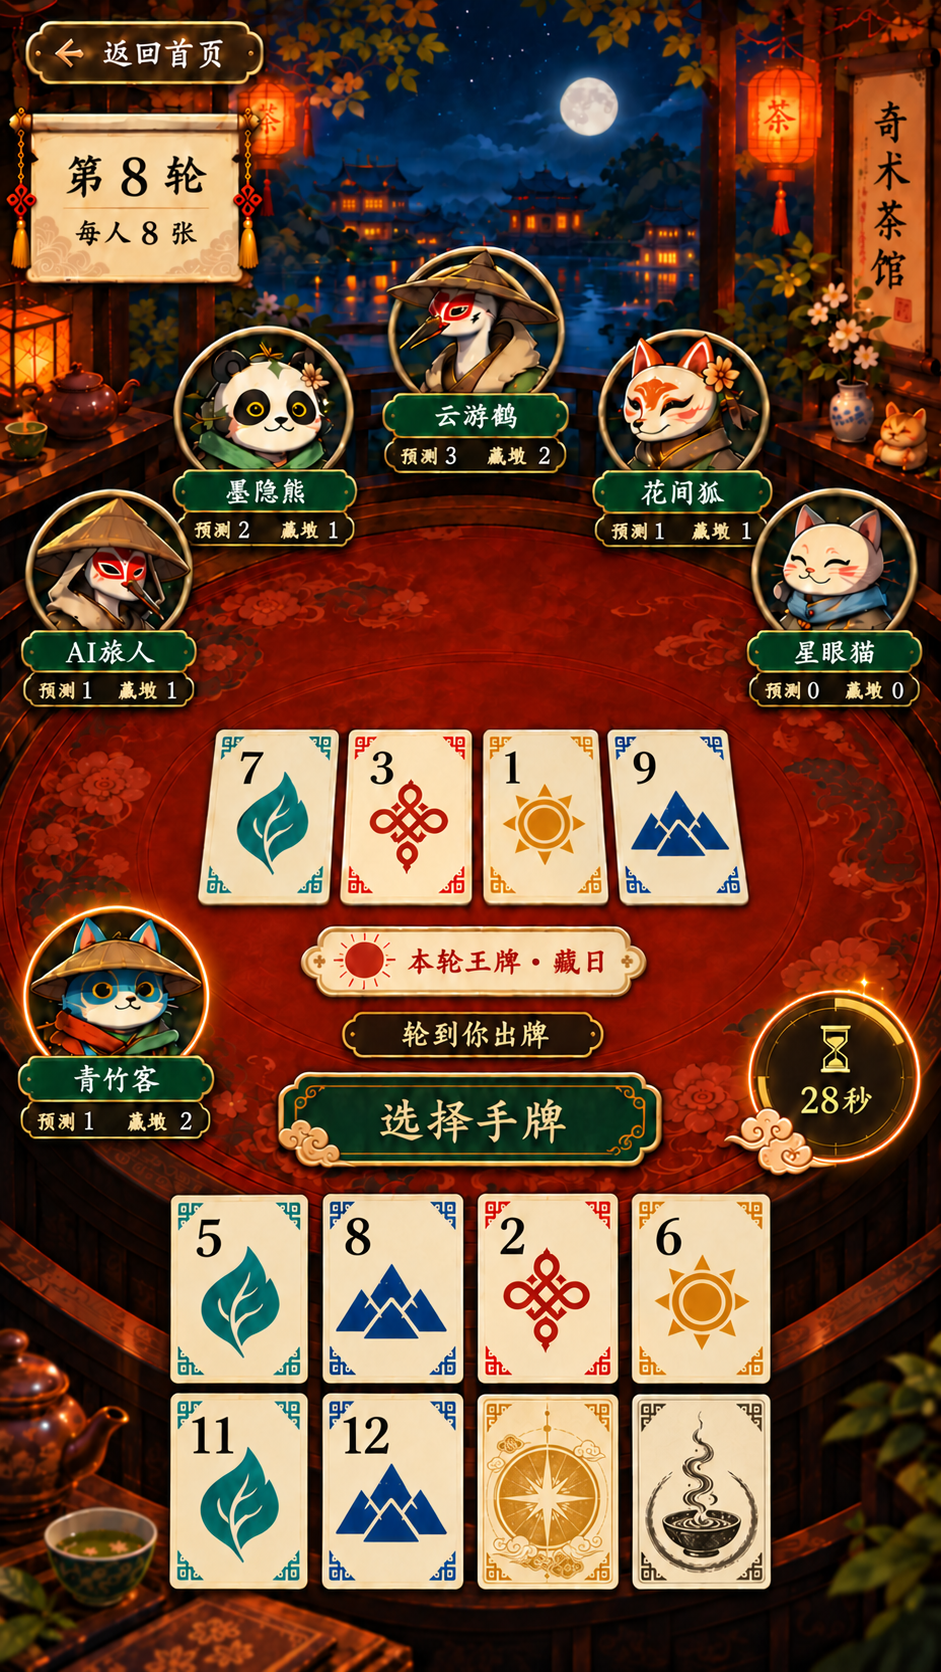 返回首页
第 8 轮
每人 8 张
茶
茶
奇术茶馆
云游鹤
预测 3 藏墩 2
墨隐熊
预测 2 藏墩 1
花间狐
预测 1 藏墩 1
AI旅人
预测 1 藏墩 1
星眼猫
预测 0 藏墩 0
7
3
1
9
本轮王牌·藏日
轮到你出牌
选择手牌
28秒
青竹客
预测 1 藏墩 2
5
8
2
6
11
12